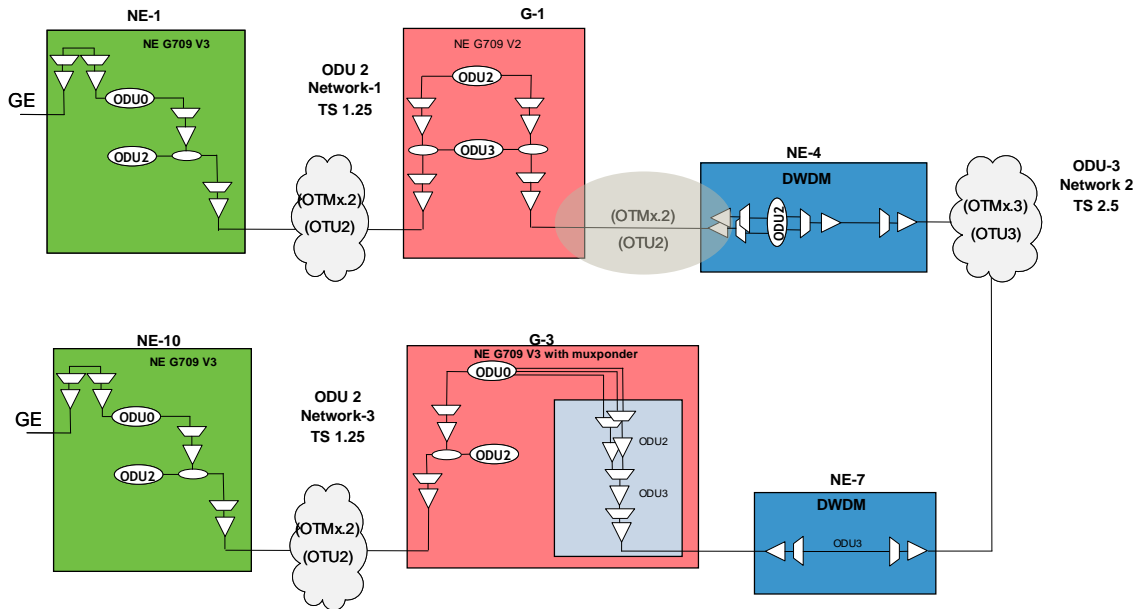 NE-1
NE G709 V3
GE
ODU0
ODU2
ODU 2
Network-1
TS 1.25
(OTMx.2)
(OTU2)
G-1
NE G709 V2
ODU2
ODU3
(OTMx.2)
(OTU2)
NE-4
DWDM
ODU2
ODU-3
Network 2
TS 2.5
(OTMx.3)
(OTU3)
NE-10
NE G709 V3
GE
ODU0
ODU2
ODU 2
Network-3
TS 1.25
(OTMx.2)
(OTU2)
G-3
NE G709 V3 with muxponder
ODU0
ODU2
ODU2
ODU3
NE-7
DWDM
ODU3